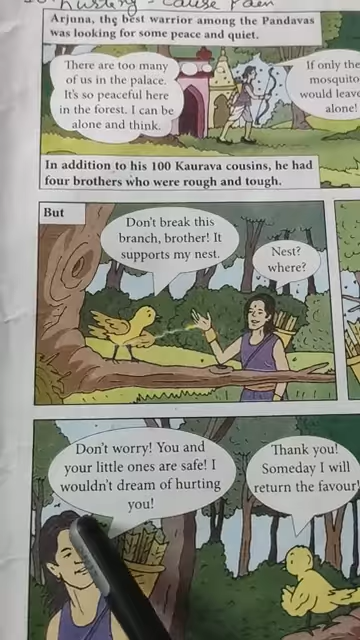 Arjuna, the best warrior among the Pandavas
was looking for some peace and quiet.
There are too many
of us in the palace.
It's so peaceful here
in the forest. I can be
alone and think.
If only the
mosquito
would leave
alone!
In addition to his 100 Kaurava cousins, he had
four brothers who were rough and tough.
But
Don't break this
branch, brother! It
supports my nest.
Nest?
where?
Don't worry! You and
your little ones are safe! I
wouldn't dream of hurting
you!
Thank you!
Someday I will
return the favour!